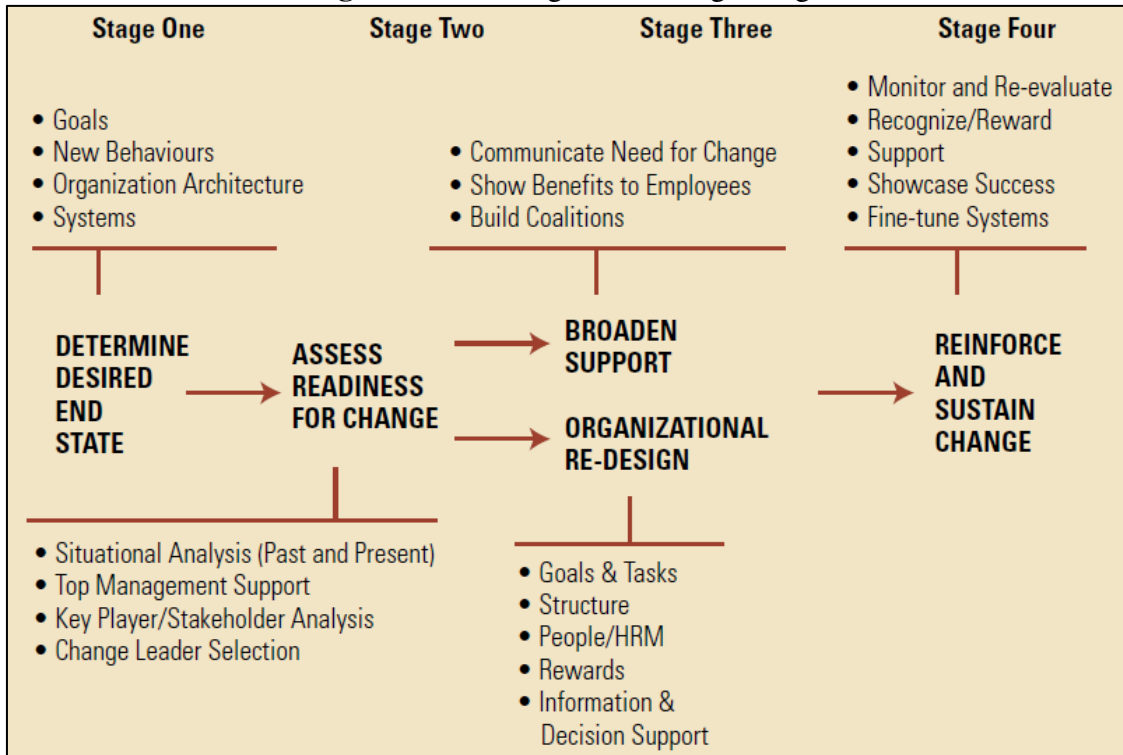 Stage One
Stage Two
Stage Three
Stage Four
• Goals
• New Behaviours
• Organization Architecture
• Systems
• Communicate Need for Change
• Show Benefits to Employees
• Build Coalitions
• Monitor and Re-evaluate
• Recognize/Reward
• Support
• Showcase Success
• Fine-tune Systems
DETERMINE
DESIRED
END
STATE
ASSESS
READINESS
FOR CHANGE
BROADEN
SUPPORT
ORGANIZATIONAL
RE-DESIGN
REINFORCE
AND
SUSTAIN
CHANGE
• Situational Analysis (Past and Present)
• Top Management Support
• Key Player/Stakeholder Analysis
• Change Leader Selection
• Goals & Tasks
• Structure
• People/HRM
• Rewards
• Information &
Decision Support